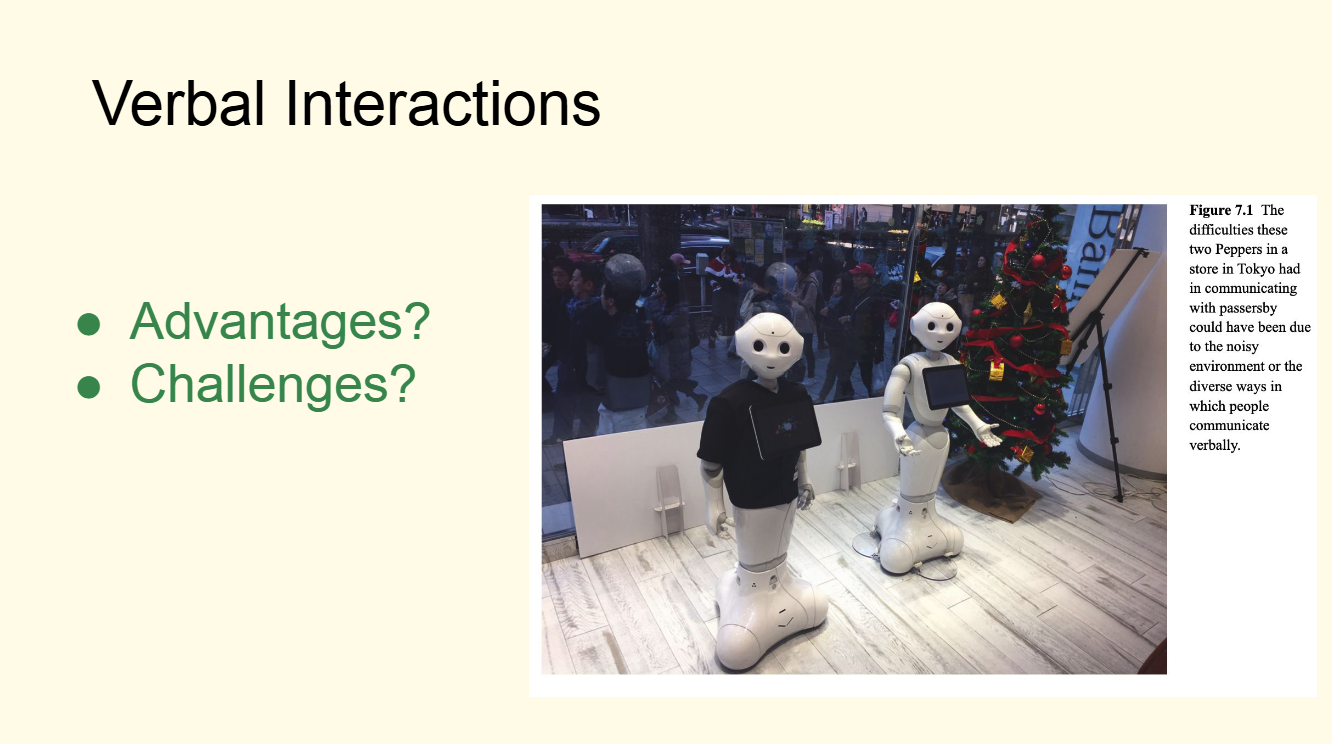 Verbal Interactions
● Advantages?
● Challenges?
Figure 7.1 The
difficulties these
two Peppers in a
store in Tokyo had
in communicating
with passersby
could have been due
to the noisy
environment or the
diverse ways in
which people
communicate
verbally.
Ban